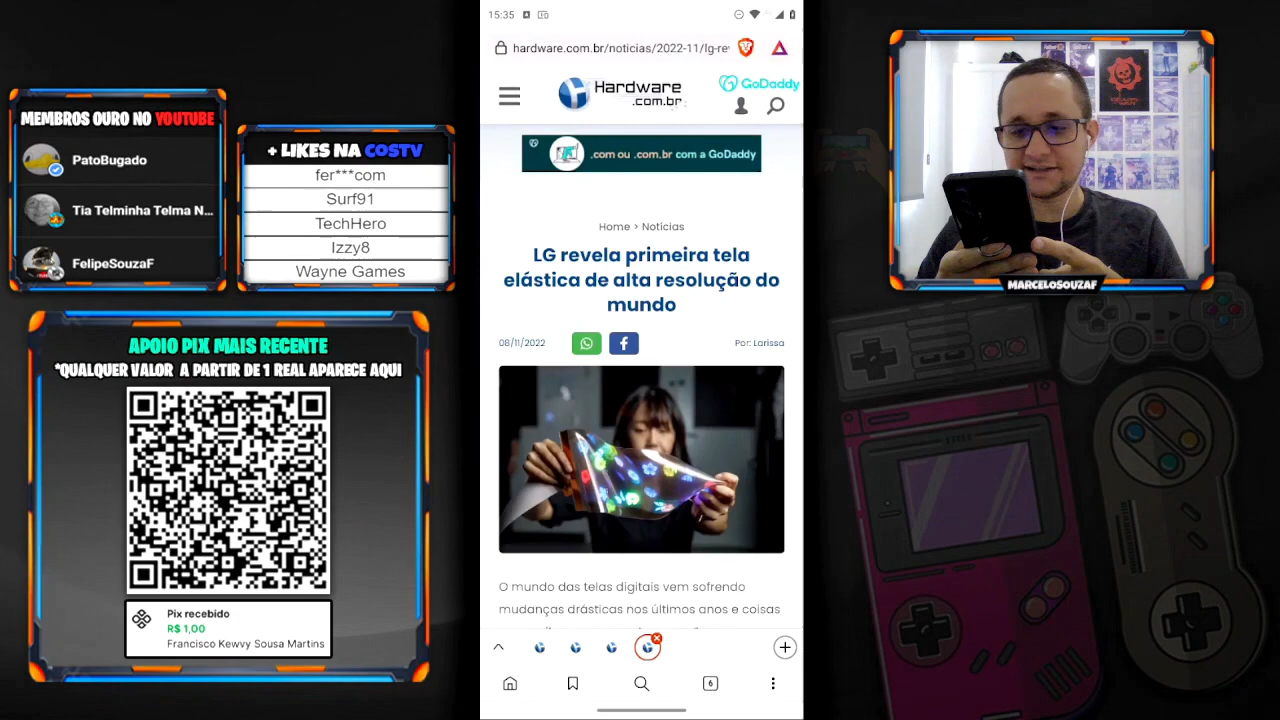 MEMBROS OURO NO YOUTUBE
PatoBugado
Tia Telminha Telma N...
FelipeSouzaF
+ LIKES NA COSTV
fer***com
Surf91
TechHero
Izzy8
Wayne Games
APOIO PIX MAIS RECENTE
*QUALQUER VALOR A PARTIR DE 1 REAL APARECE AQUI
Pix recebido
R$ 1,00
Francisco Kewvy Sousa Martins
15:35
hardware.com.br/noticias/2022-11/lg-re
Hardware
.com.br
GoDaddy
.com ou .com.br com a GoDaddy
Home > Notícias
LG revela primeira tela
elástica de alta resolução do
mundo
08/11/2022
Por: Larissa
O mundo das telas digitais vem sofrendo
mudanças drásticas nos últimos anos e coisas
6
MARCELOSOUZAF